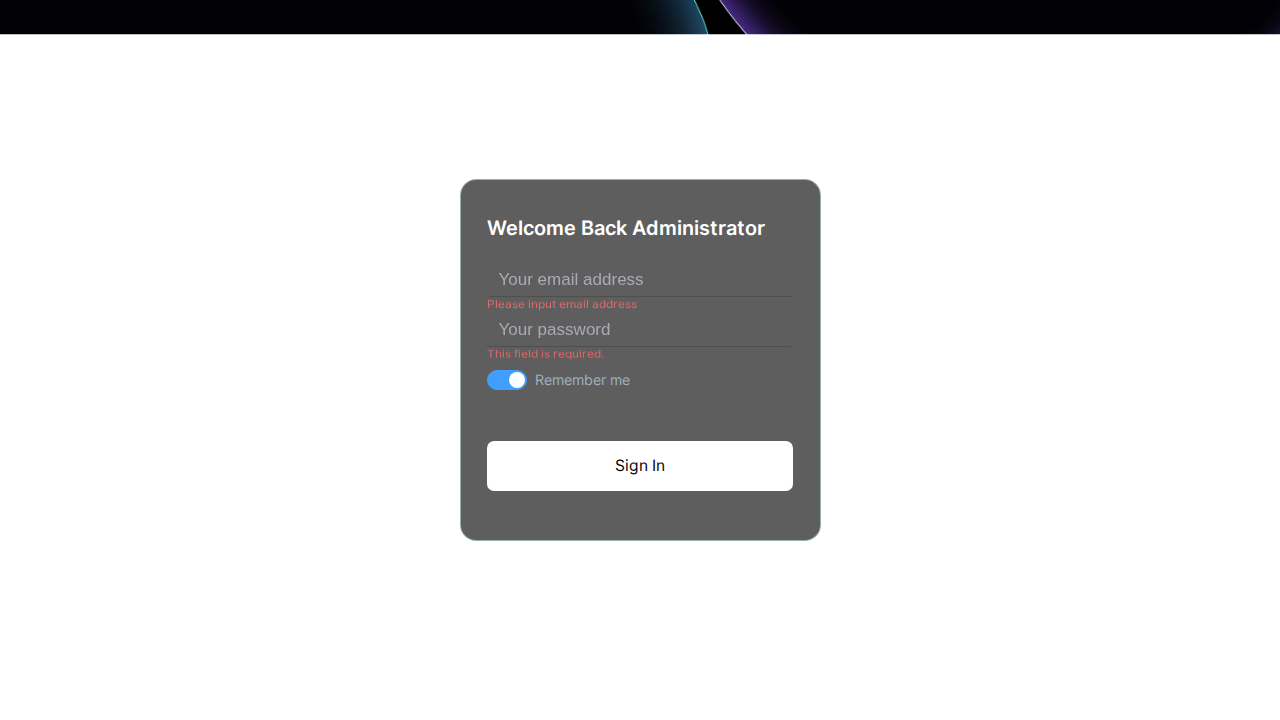 Welcome Back Administrator
Your email address
Please input email address
Your password
This field is required.
Remember me
Sign In